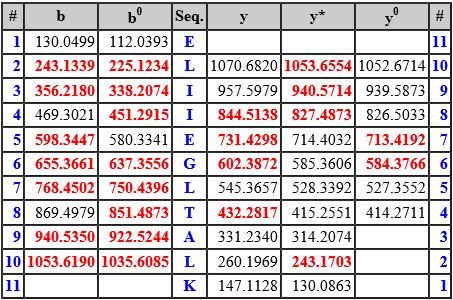 # b b0 Seq. y y* y0 #
1 130.0499 112.0393 E 11
2 243.1339 225.1234 L 1070.6820 1053.6554 1052.6714 10
3 356.2180 338.2074 I 957.5979 940.5714 939.5873 9
4 469.3021 451.2915 I 844.5138 827.4873 826.5033 8
5 598.3447 580.3341 E 731.4298 714.4032 713.4192 7
6 655.3661 637.3556 G 602.3872 585.3606 584.3766 6
7 768.4502 750.4396 L 545.3657 528.3392 527.3552 5
8 869.4979 851.4873 T 432.2817 415.2551 414.2711 4
9 940.5350 922.5244 A 331.2340 314.2074 3
10 1053.6190 1035.6085 L 260.1969 243.1703 2
11 K 147.1128 130.0863 1